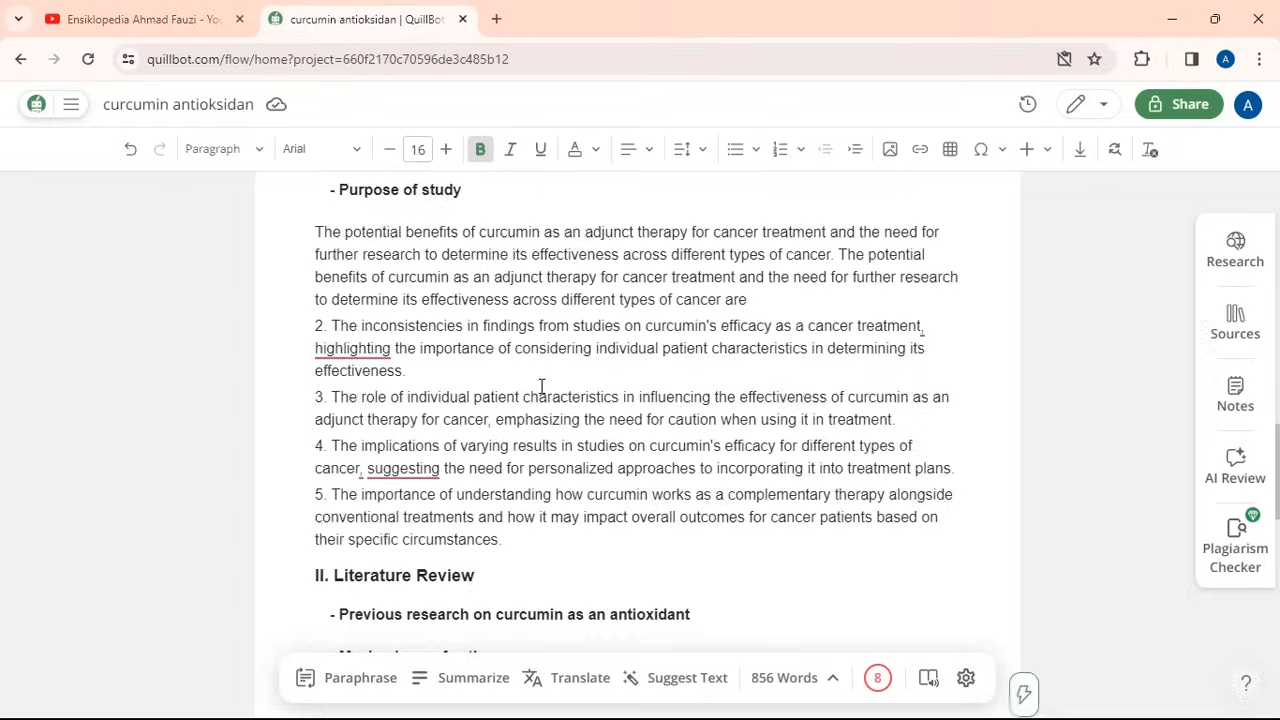 Ensiklopedia Ahmad Fauzi - You
curcumin antioksidan | QuillBot
quillbot.com/flow/home?project=660f2170c70596de3c485b12
A
curcumin antioksidan
Share
A
Paragraph
Arial
16
B
I
U
A
Ω
- Purpose of study
The potential benefits of curcumin as an adjunct therapy for cancer treatment and the need for
further research to determine its effectiveness across different types of cancer. The potential
benefits of curcumin as an adjunct therapy for cancer treatment and the need for further research
to determine its effectiveness across different types of cancer are
2. The inconsistencies in findings from studies on curcumin's efficacy as a cancer treatment,
highlighting the importance of considering individual patient characteristics in determining its
effectiveness.
3. The role of individual patient characteristics in influencing the effectiveness of curcumin as an
adjunct therapy for cancer, emphasizing the need for caution when using it in treatment.
4. The implications of varying results in studies on curcumin's efficacy for different types of
cancer, suggesting the need for personalized approaches to incorporating it into treatment plans.
5. The importance of understanding how curcumin works as a complementary therapy alongside
conventional treatments and how it may impact overall outcomes for cancer patients based on
their specific circumstances.
II. Literature Review
- Previous research on curcumin as an antioxidant
Research
Sources
Notes
AI Review
Plagiarism
Checker
Paraphrase
Summarize
Translate
Suggest Text
856 Words
8
?